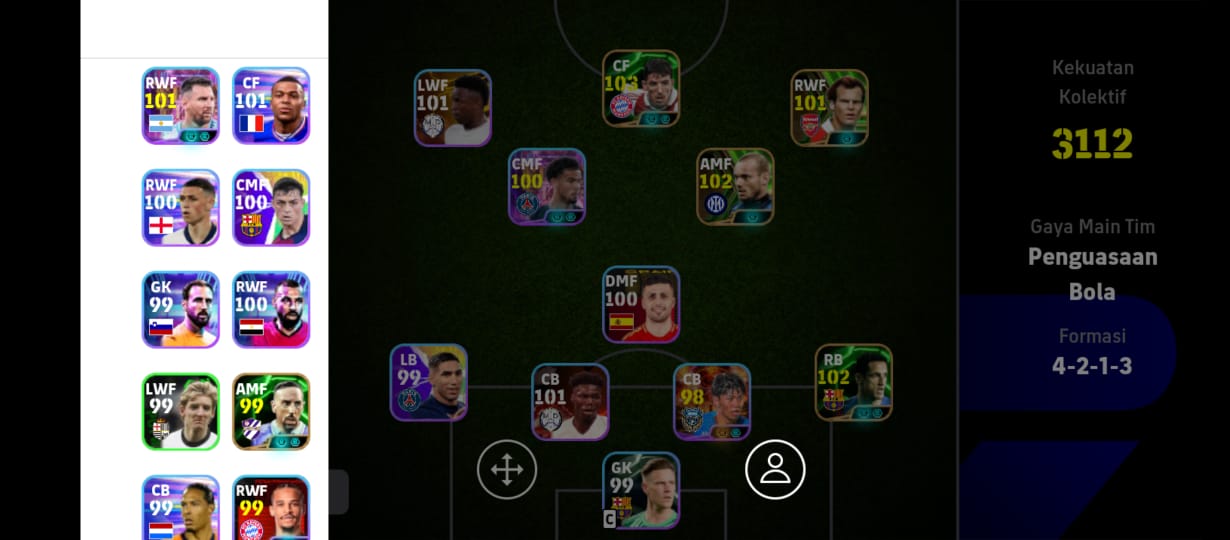 RWF
101
CF
101
RWF
100
CMF
100
GK
99
RWF
100
LWF
99
AMF
99
CB
99
RWF
99
CF
103
LWF
101
RWF
101
CMF
100
AMF
102
DMF
100
LB
99
CB
101
CB
98
RB
102
GK
99
C
Kekuatan
Kolektif
3112
Gaya Main Tim
Penguasaan
Bola
Formasi
4-2-1-3